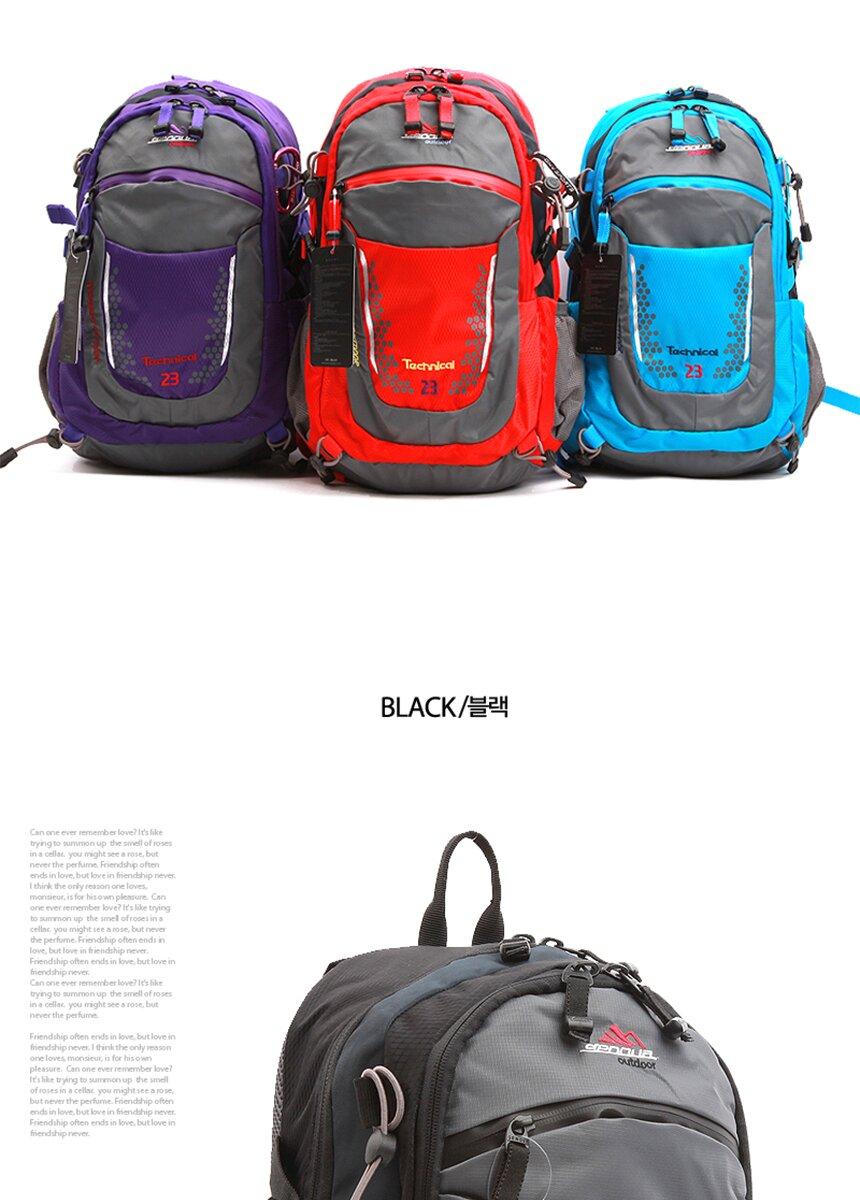 outdoor
Technical
23
Technical
23
Technical
23
BLACK/블랙
Can one ever remember love? It's like
trying to summon up the smell of roses
in a cellar. you might see a rose, but
never the perfume. Friendship often
ends in love, but love in friendship never.
I think the only reason one loves,
monsieur, is for his own pleasure. Can
one ever remember love? It's like trying
to summon up the smell of roses in a
cellar. you might see a rose, but never
the perfume. Friendship often ends in
love, but love in friendship never.
Friendship often ends in love, but love in
friendship never.
Can one ever remember love? It's like
trying to summon up the smell of roses
in a cellar. you might see a rose, but
never the perfume.
Friendship often ends in love, but love in
friendship never. I think the only reason
one loves, monsieur, is for his own
pleasure. Can one ever remember love?
It's like trying to summon up the smell
of roses in a cellar. you might see a rose,
but never the perfume. Friendship often
ends in love, but love in friendship never.
Friendship often ends in love, but love in
friendship never.
outdoor